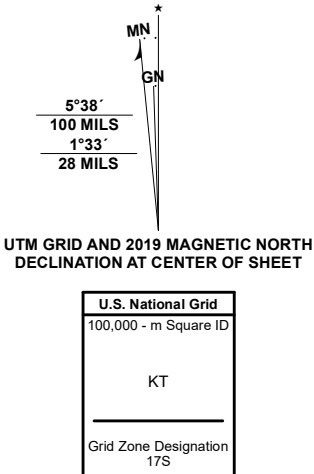 ★
MN
GN
5°38´
100 MILS
1°33´
28 MILS
UTM GRID AND 2019 MAGNETIC NORTH
DECLINATION AT CENTER OF SHEET
U.S. National Grid
100,000 - m Square ID
KT
Grid Zone Designation
17S